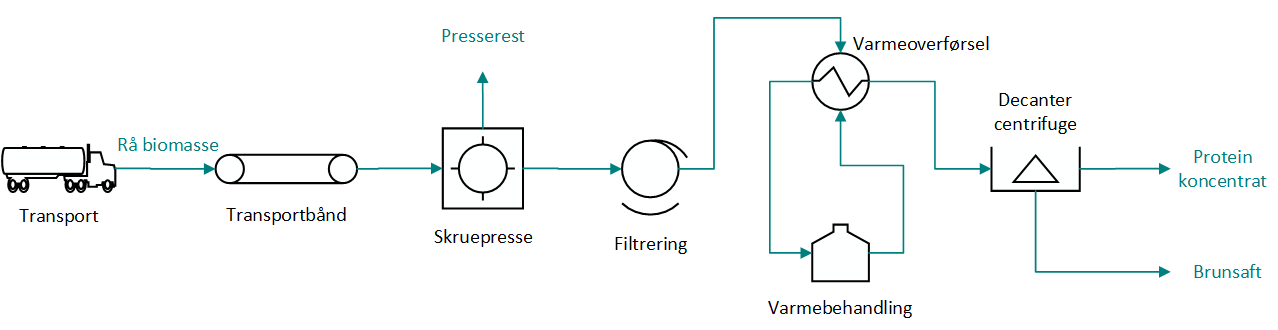 Presserest
Varmeoverførsel
Decanter
centrifuge
Rå biomasse
Protein
koncentrat
Transport
Transportbånd
Skruepresse
Filtrering
Brunsaft
Varmebehandling